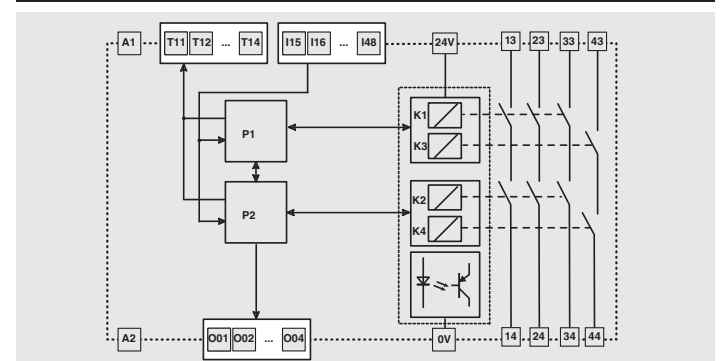 A1 T11 T12 ... T14 I15 I16 ... I48 24V 13 23 33 43
K1
P1
K3
K2
P2
K4
A2 O01 O02 ... O04 0V 14 24 34 44